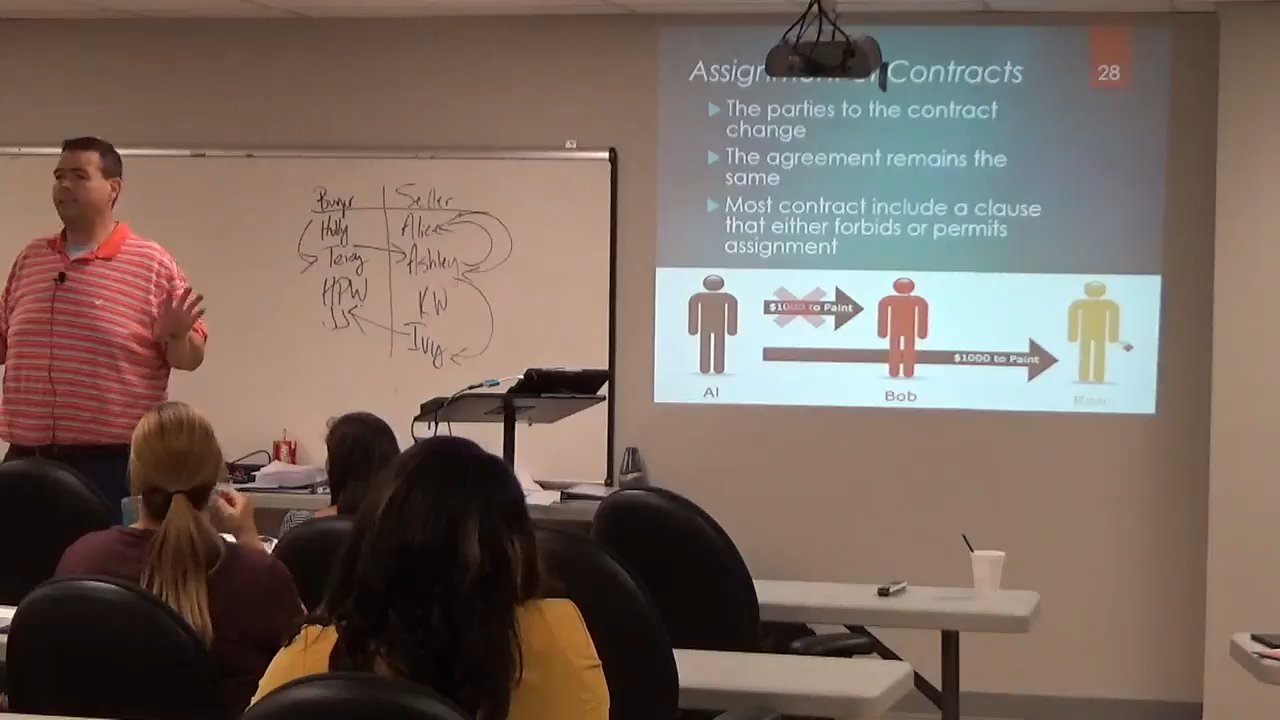 Buyer Seller
Holly Alice
Terry Ashley
HPW KW
JJ Ivy
Contracts
28
The parties to the contract
change
The agreement remains the
same
Most contract include a clause
that either forbids or permits
assignment
$1000 to Paint
$1000 to Paint
Al Bob